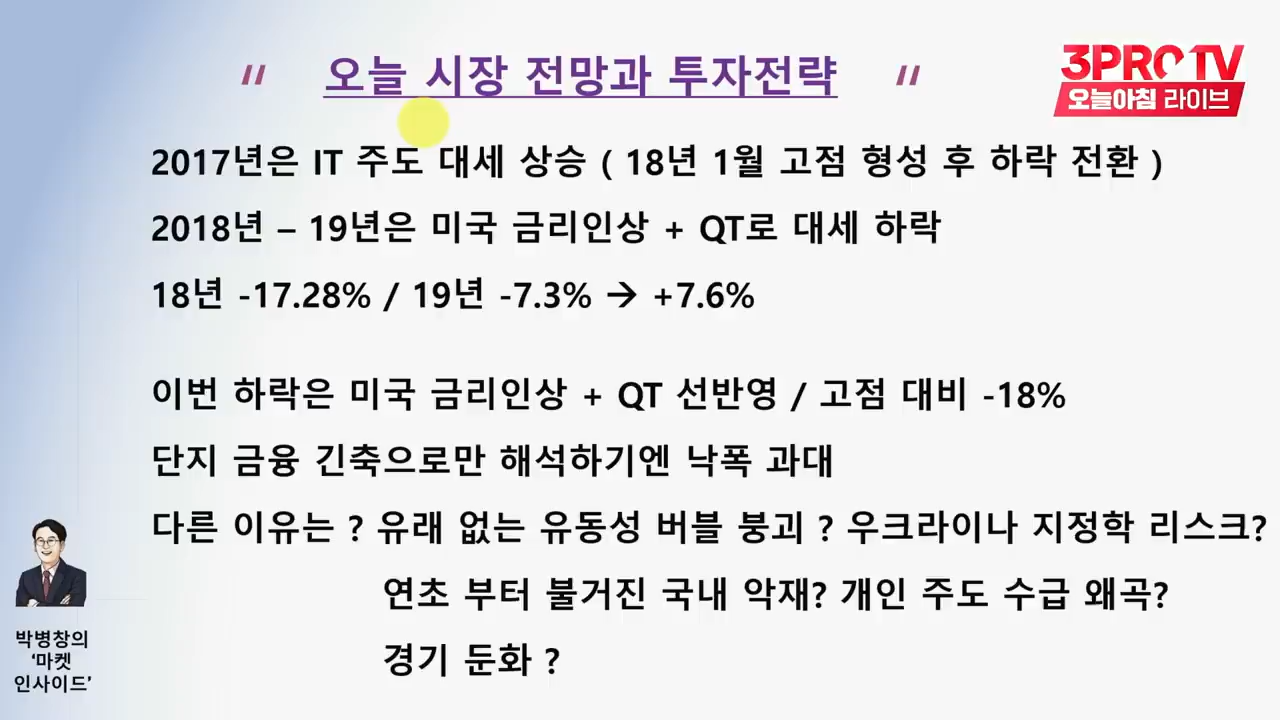 " 오늘 시장 전망과 투자전략 "
3PRO TV
오늘아침 라이브
2017년은 IT 주도 대세 상승 ( 18년 1월 고점 형성 후 하락 전환 )
2018년 – 19년은 미국 금리인상 + QT로 대세 하락
18년 -17.28% / 19년 -7.3% → +7.6%
이번 하락은 미국 금리인상 + QT 선반영 / 고점 대비 -18%
단지 금융 긴축으로만 해석하기엔 낙폭 과대
다른 이유는 ? 유래 없는 유동성 버블 붕괴 ? 우크라이나 지정학 리스크?
연초 부터 불거진 국내 악재? 개인 주도 수급 왜곡?
경기 둔화 ?
박병창의
‘마켓
인사이드’